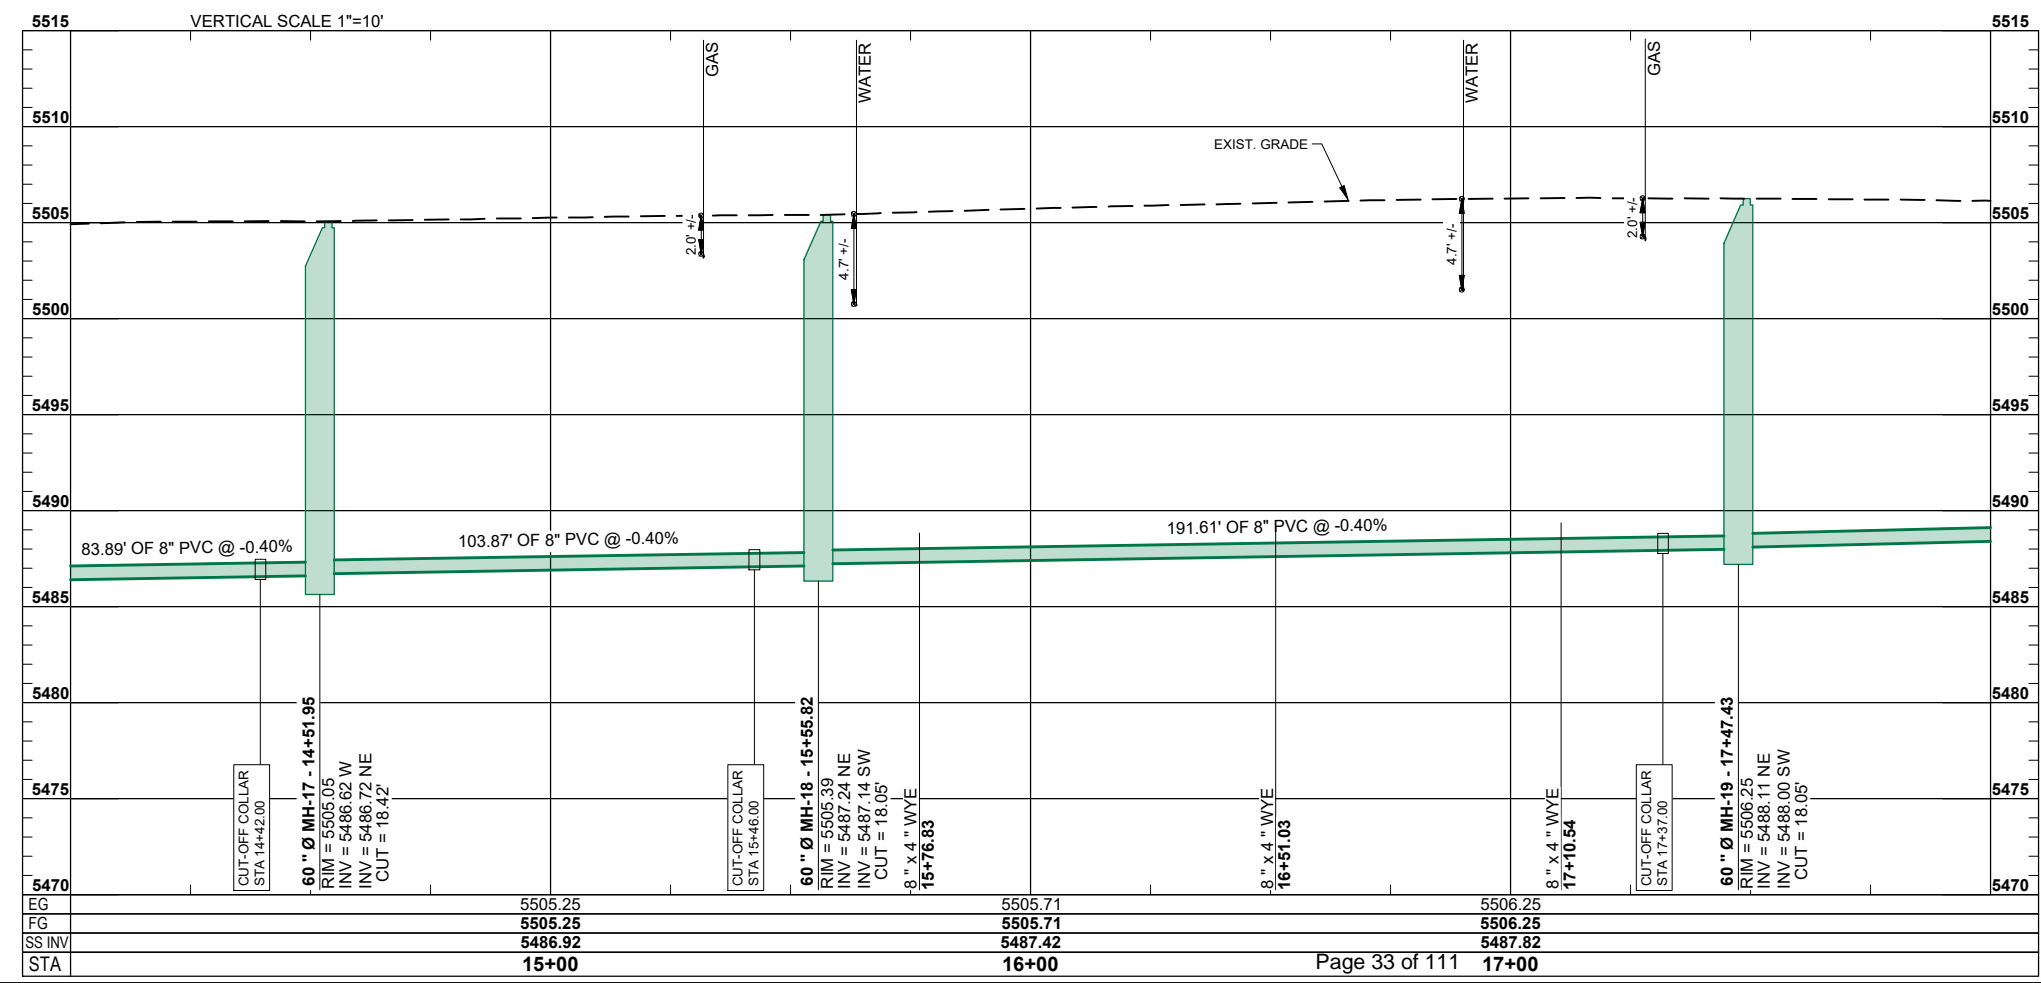 VERTICAL SCALE 1"=10'
5515
5515
GAS
WATER
WATER
GAS
5510
5510
EXIST. GRADE
5505
5505
2.0' +/-
4.7' +/-
4.7' +/-
2.0' +/-
5500
5500
5495
5495
5490
5490
83.89' OF 8" PVC @ -0.40%
103.87' OF 8" PVC @ -0.40%
191.61' OF 8" PVC @ -0.40%
5485
5485
5480
5480
5475
5475
5470
5470
CUT-OFF COLLAR
STA 14+42.00
60 " Ø MH-17 - 14+51.95
RIM = 5505.05
INV = 5486.62 W
INV = 5486.72 NE
CUT = 18.42'
CUT-OFF COLLAR
STA 15+46.00
60 " Ø MH-18 - 15+55.82
RIM = 5505.39
INV = 5487.24 NE
INV = 5487.14 SW
CUT = 18.05'
8 " x 4 " WYE
15+76.83
8 " x 4 " WYE
16+51.03
8 " x 4 " WYE
17+10.54
CUT-OFF COLLAR
STA 17+37.00
60 " Ø MH-19 - 17+47.43
RIM = 5506.25
INV = 5488.11 NE
INV = 5488.00 SW
CUT = 18.05'
EG 5505.25 5505.71 5506.25
FG 5505.25 5505.71 5506.25
SS INV 5486.92 5487.42 5487.82
STA 15+00 16+00 Page 33 of 111 17+00